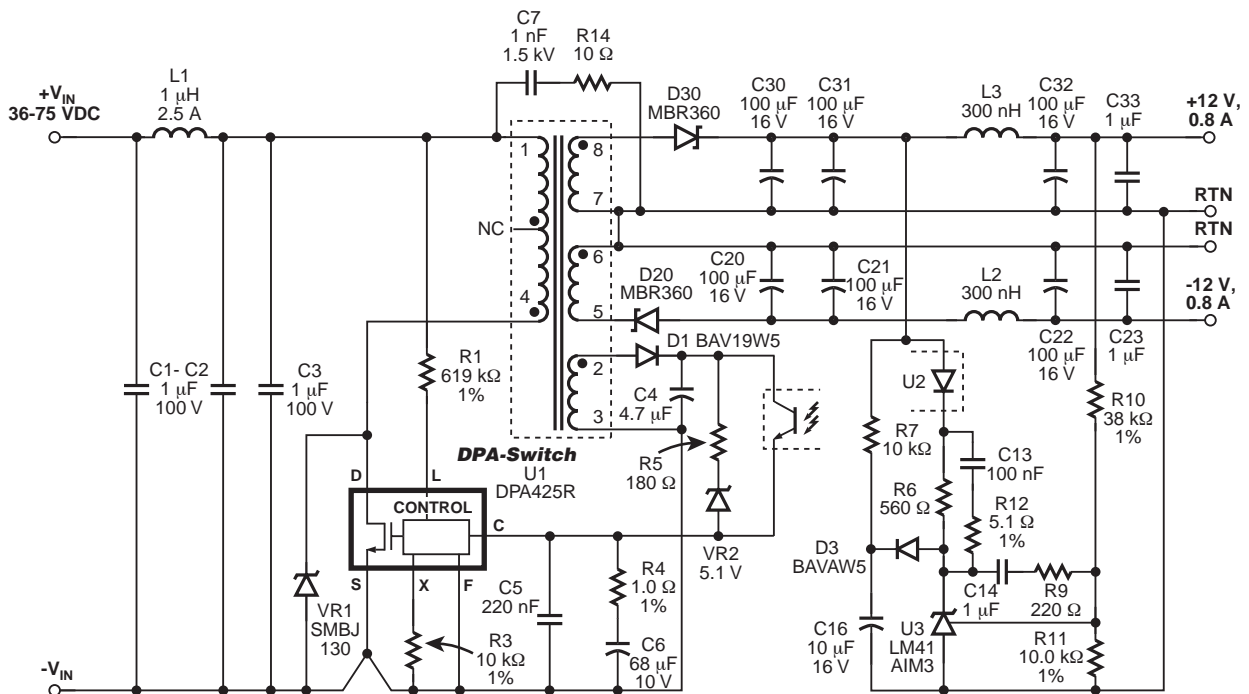 C7
1 nF
1.5 kV
R14
10 Ω
L1
1 µH
2.5 A
+VIN
36-75 VDC
D30
MBR360
C30
100 µF
16 V
C31
100 µF
16 V
L3
300 nH
C32
100 µF
16 V
C33
1 µF
+12 V,
0.8 A
1
8
7
RTN
RTN
NC
4
6
5
D20
MBR360
C20
100 µF
16 V
C21
100 µF
16 V
L2
300 nH
-12 V,
0.8 A
C22
100 µF
16 V
C23
1 µF
D1 BAV19W5
2
3
C1- C2
1 µF
100 V
C3
1 µF
100 V
R1
619 kΩ
1%
C4
4.7 µF
U2
R10
38 kΩ
1%
R7
10 kΩ
C13
100 nF
DPA-Switch
U1
DPA425R
R5
180 Ω
R6
560 Ω
R12
5.1 Ω
1%
D
L
CONTROL
C
S
X
F
VR2
5.1 V
D3
BAVAW5
C14
1 µF
R9
220 Ω
VR1
SMBJ
130
R3
10 kΩ
1%
C5
220 nF
R4
1.0 Ω
1%
C6
68 µF
10 V
C16
10 µF
16 V
U3
LM41
AIM3
R11
10.0 kΩ
1%
-VIN